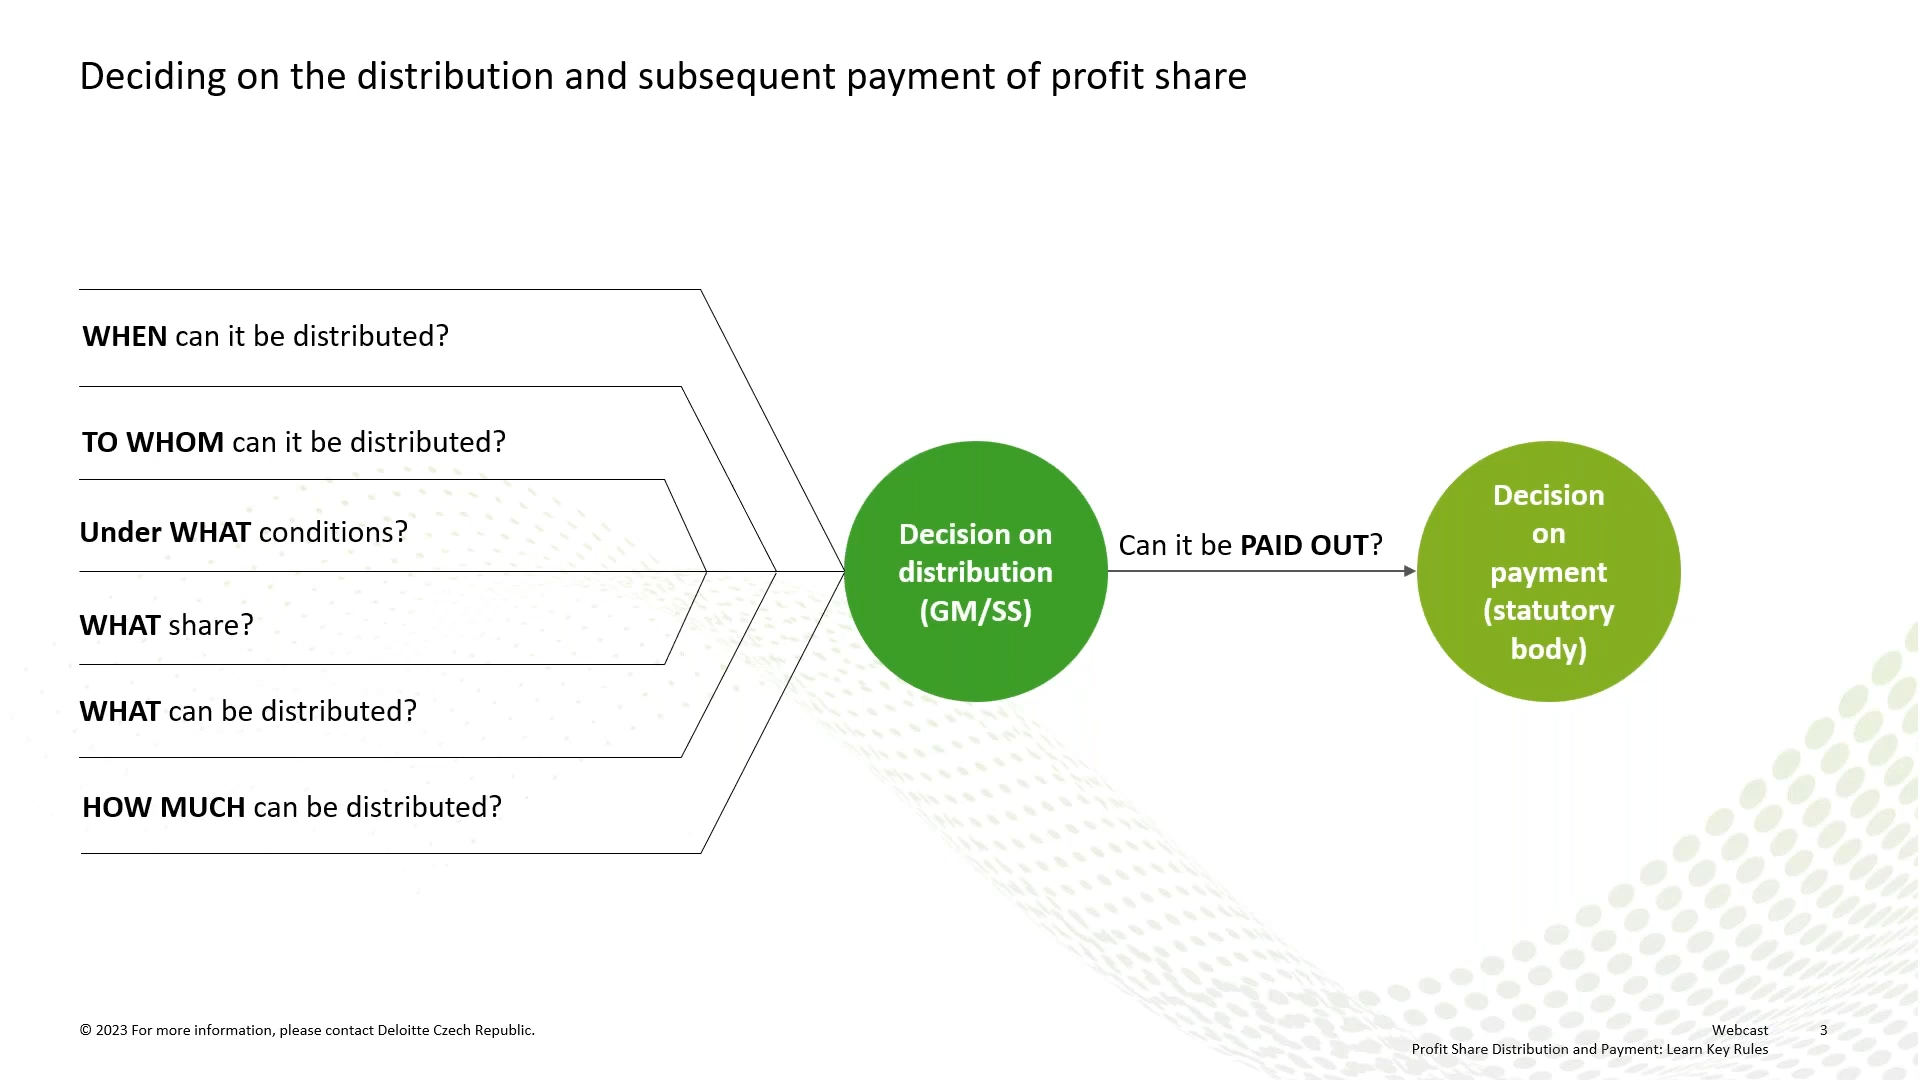 Deciding on the distribution and subsequent payment of profit share
WHEN can it be distributed?
TO WHOM can it be distributed?
Under WHAT conditions?
WHAT share?
WHAT can be distributed?
HOW MUCH can be distributed?
Decision on
distribution
(GM/SS)
Can it be PAID OUT?
Decision
on
payment
(statutory
body)
© 2023 For more information, please contact Deloitte Czech Republic.
Webcast
3
Profit Share Distribution and Payment: Learn Key Rules